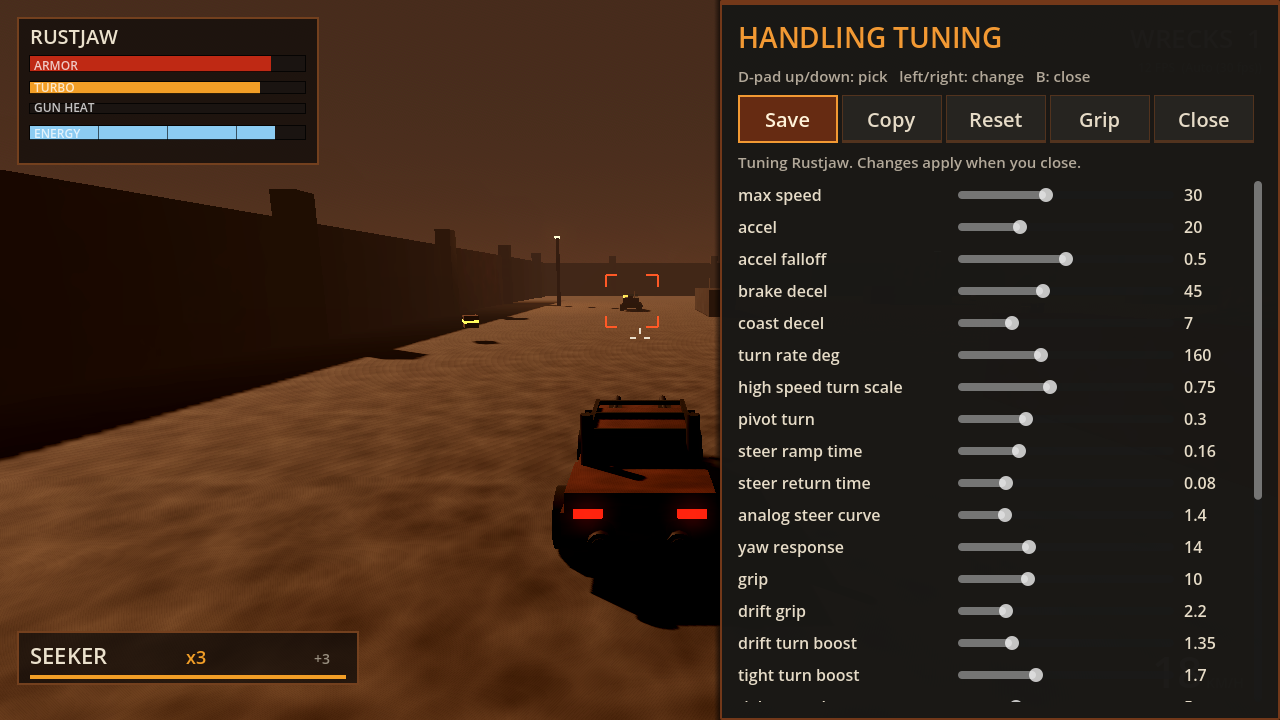 RUSTJAW
ARMOR
TURBO
GUN HEAT
ENERGY
SEEKER x3 +3
WRECKS 1
HANDLING TUNING
D-pad up/down: pick left/right: change B: close
Save Copy Reset Grip Close
Tuning Rustjaw. Changes apply when you close.
max speed 30
accel 20
accel falloff 0.5
brake decel 45
coast decel 7
turn rate deg 160
high speed turn scale 0.75
pivot turn 0.3
steer ramp time 0.16
steer return time 0.08
analog steer curve 1.4
yaw response 14
grip 10
drift grip 2.2
drift turn boost 1.35
tight turn boost 1.7